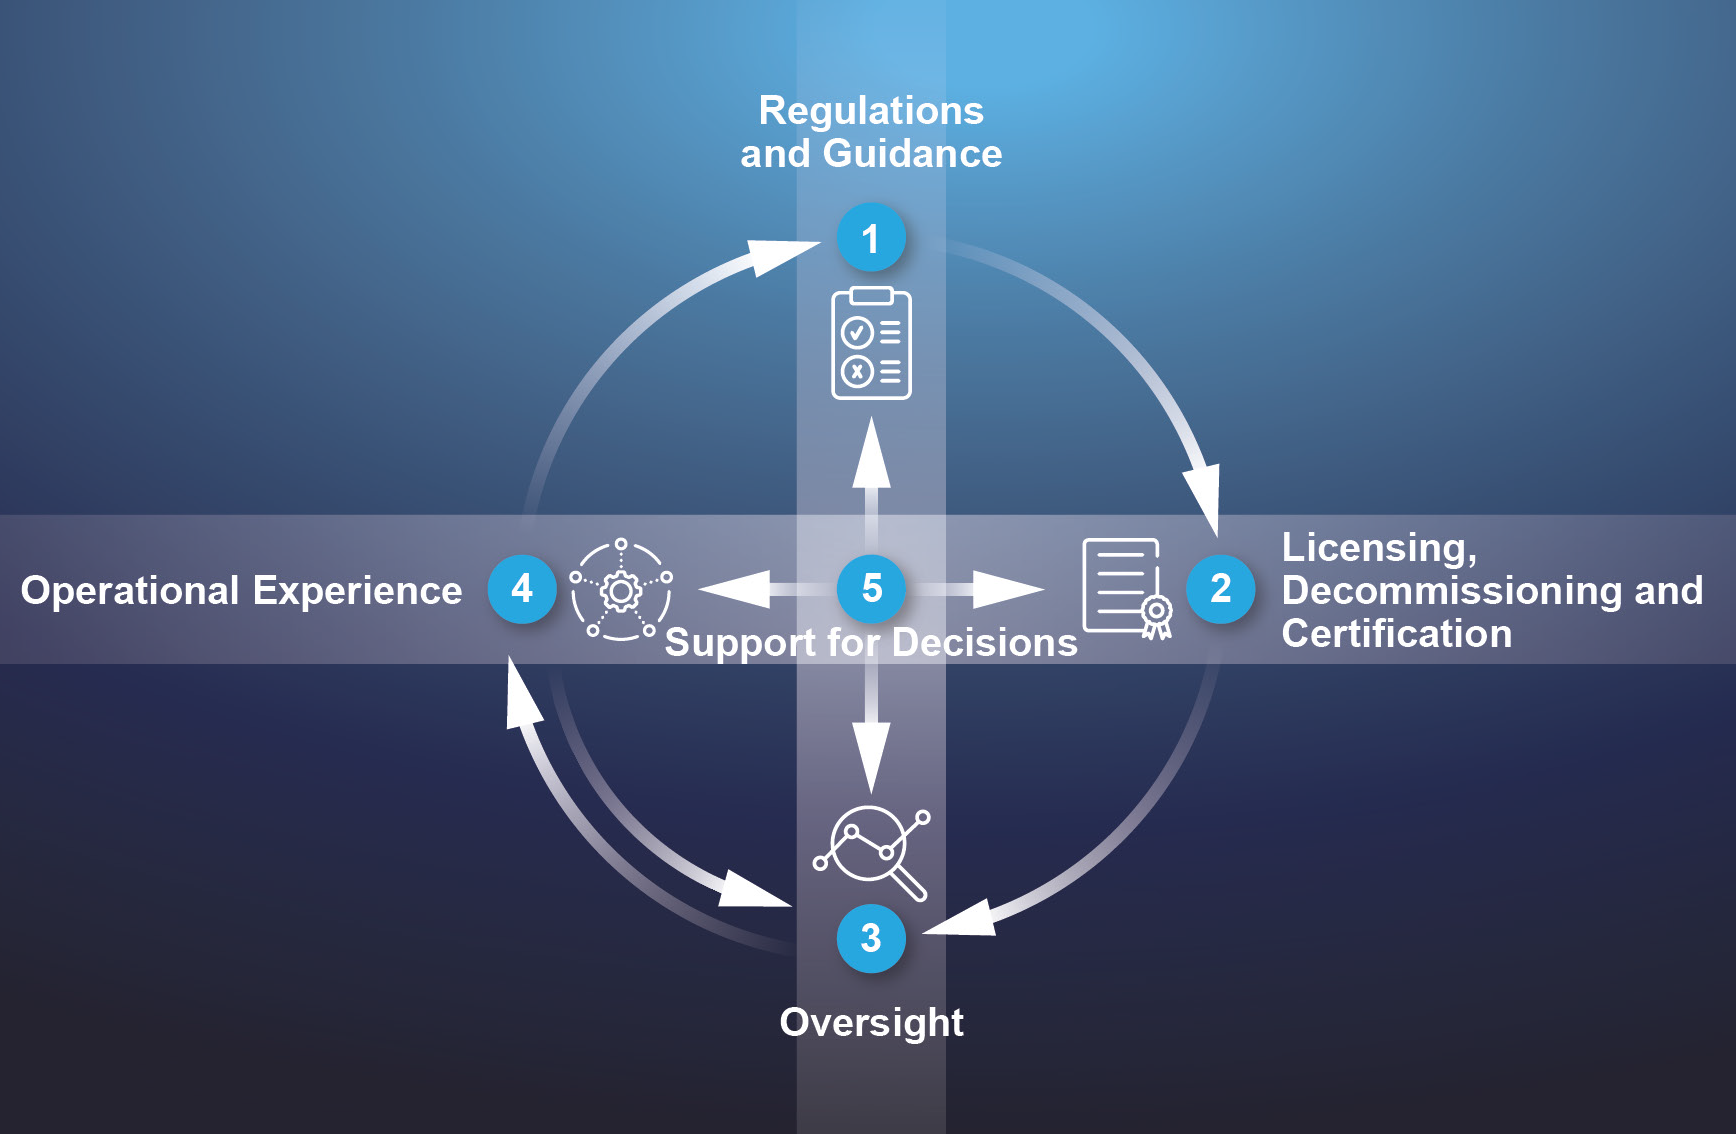 Regulations
and Guidance
1
Operational Experience
4
5
Support for Decisions
2
Licensing,
Decommissioning and
Certification
3
Oversight